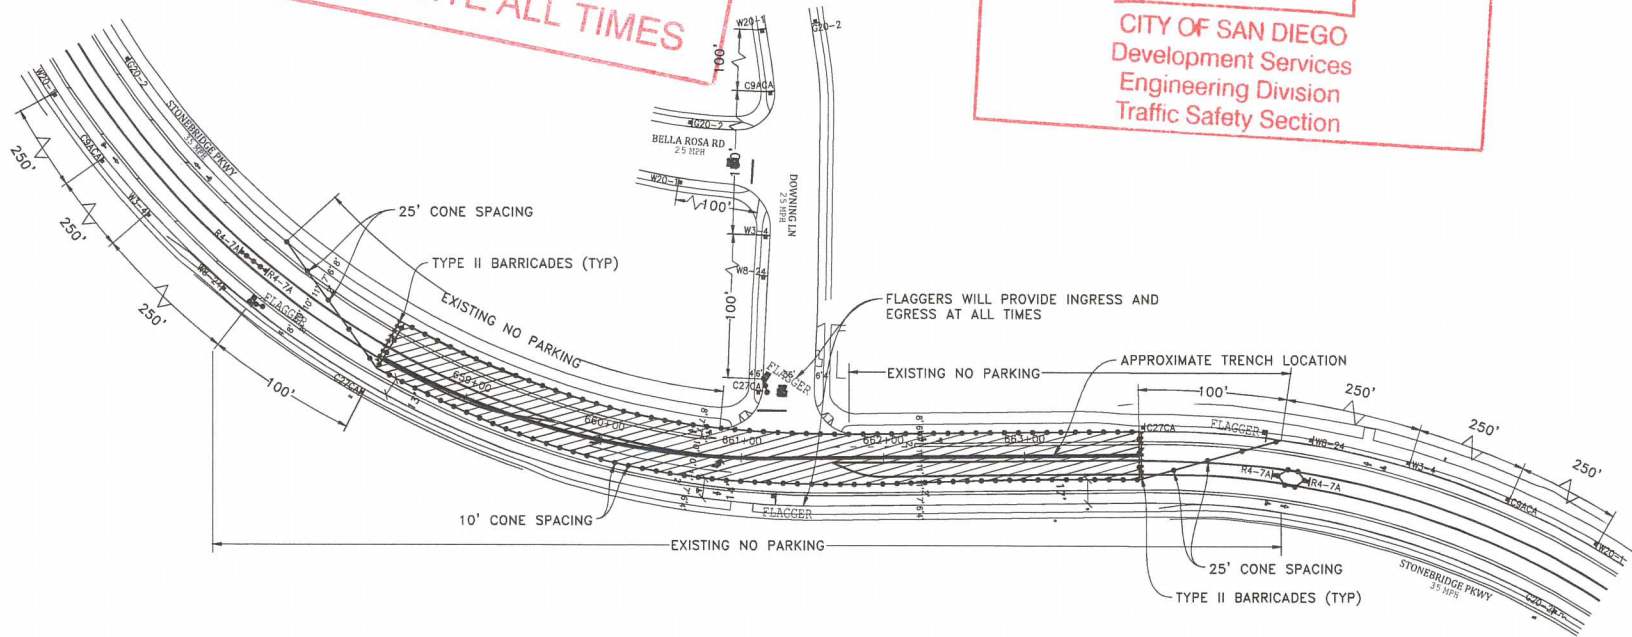 ALL TIMES
CITY OF SAN DIEGO
Development Services
Engineering Division
Traffic Safety Section
W20-1
G20-2
100'
C9ACA
G20-2
BELLA ROSA RD
25 MPH
W20-1
100'
DOWNING LN
25 MPH
W3-4
W8-24
100'
G20-2
STONEBRIDGE PKWY
35 MPH
250'
C9ACA
W3-4
250'
R4-7A
R4-7A
W8-24
FLAGGER
250'
100'
C27CA
25' CONE SPACING
TYPE II BARRICADES (TYP)
EXISTING NO PARKING
FLAGGERS WILL PROVIDE INGRESS AND
EGRESS AT ALL TIMES
FLAGGER
C27CA
APPROXIMATE TRENCH LOCATION
EXISTING NO PARKING
100'
250'
250'
250'
659+00
660+00
661+00
662+00
663+00
C27CA
FLAGGER
W8-24
W3-4
C9ACA
W20-1
R4-7A
R4-7A
17'
FLAGGER
10' CONE SPACING
EXISTING NO PARKING
25' CONE SPACING
TYPE II BARRICADES (TYP)
STONEBRIDGE PKWY
35 MPH
G20-2